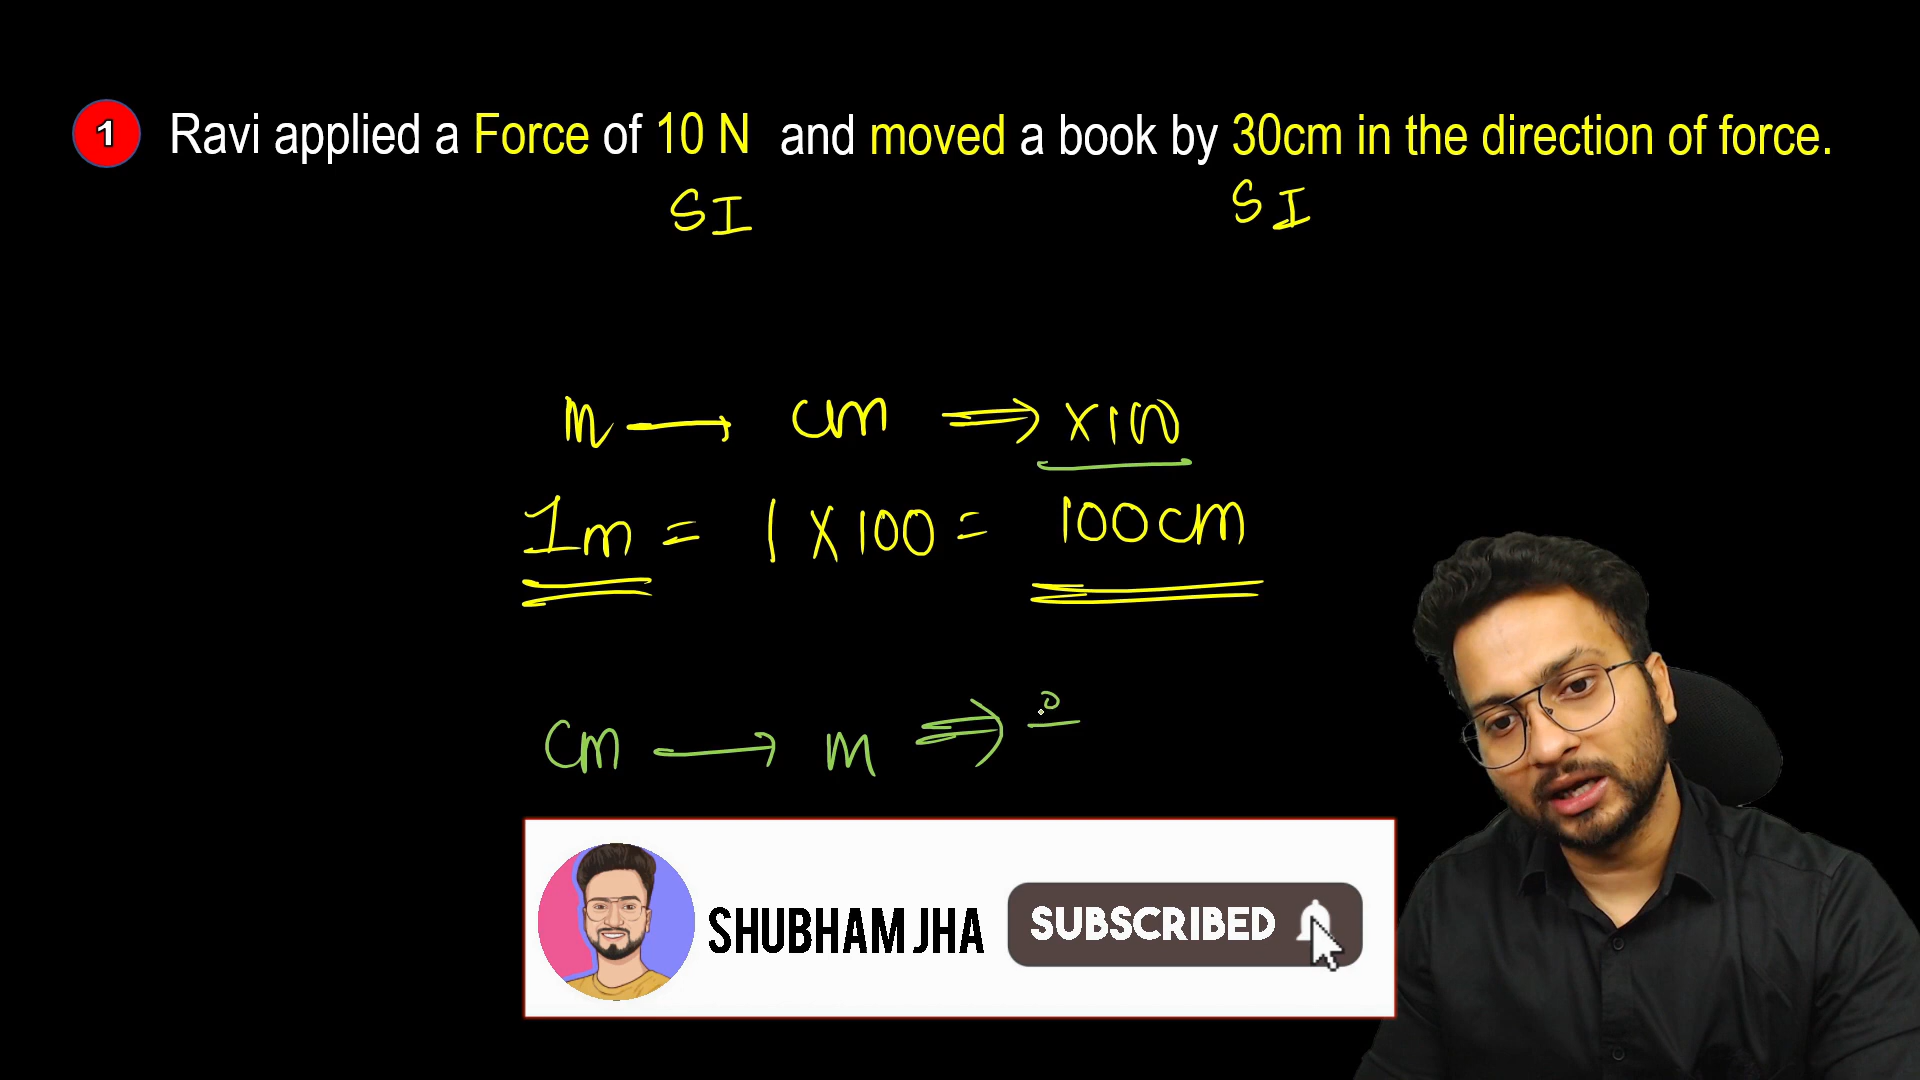 1 Ravi applied a Force of 10 N and moved a book by 30cm in the direction of force.
SI SI
m → cm ⇒ ×100
1m = 1 × 100 = 100cm
cm → m ⇒
SHUBHAM JHA SUBSCRIBED